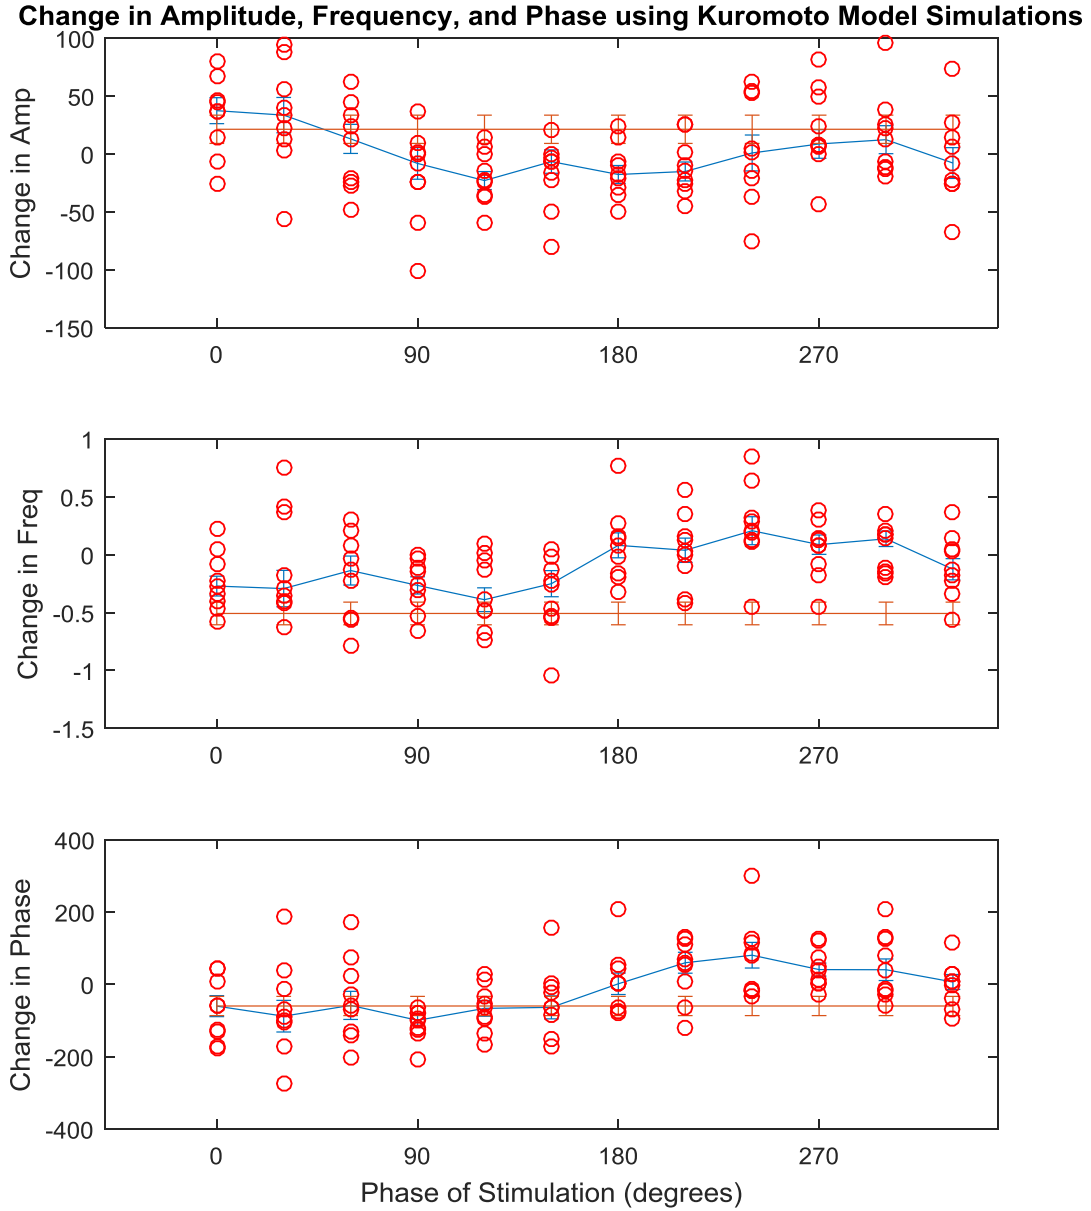 Change in Amplitude, Frequency, and Phase using Kuromoto Model Simulations
100
50
0
-50
-100
-150
Change in Amp
0 90 180 270
1
0.5
0
-0.5
-1
-1.5
Change in Freq
0 90 180 270
400
200
0
-200
-400
Change in Phase
0 90 180 270
Phase of Stimulation (degrees)